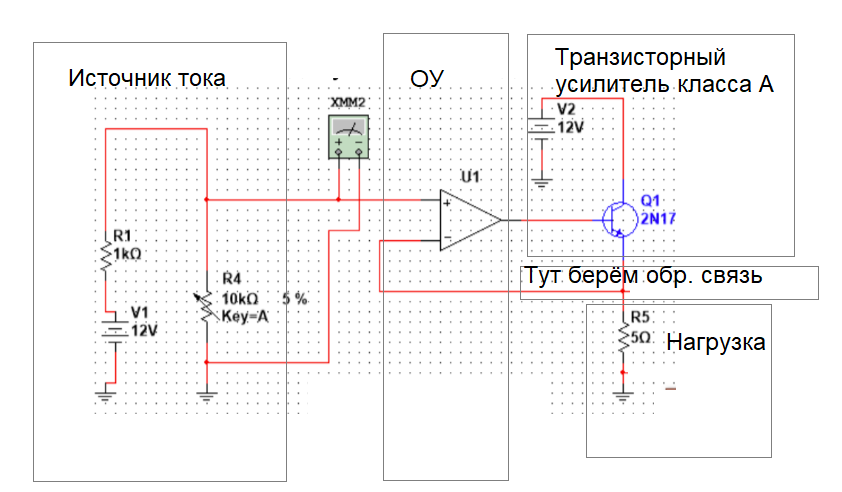 Источник тока
ОУ
Транзисторный
усилитель класса А
XMM2
V2
12V
U1
Q1
2N17
R1
1kΩ
R4
10kΩ 5 %
Key=A
V1
12V
Тут берём обр. связь
R5
5Ω
Нагрузка